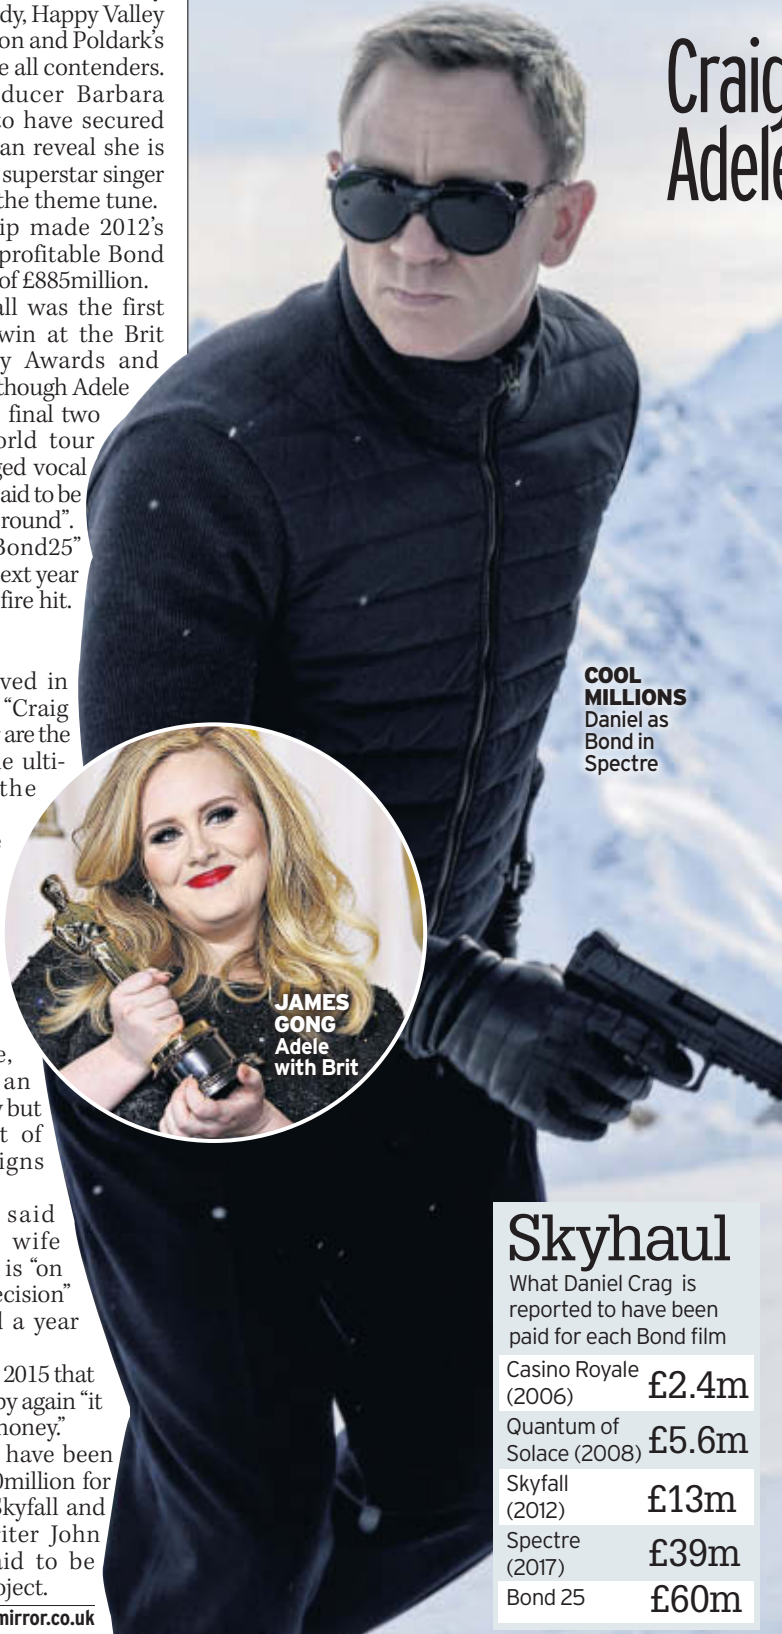 dy, Happy Valley
on and Poldark's
e all contenders.
ducer Barbara
to have secured
an reveal she is
superstar singer
the theme tune.
ip made 2012's
profitable Bond
of £885million.
all was the first
win at the Brit
y Awards and
though Adele
final two
orld tour
ged vocal
aid to be
round".
Bond25"
ext year
fire hit.
ved in
"Craig
are the
e ulti-
the
e,
an
y but
t of
igns
said
wife
is "on
ecision"
d a year
2015 that
by again "it
money."
have been
0million for
Skyfall and
riter John
aid to be
oject.
mirror.co.uk
Craig
Adele
COOL
MILLIONS
Daniel as
Bond in
Spectre
JAMES
GONG
Adele
with Brit
Skyhaul
What Daniel Crag is
reported to have been
paid for each Bond film
Casino Royale
(2006) £2.4m
Quantum of
Solace (2008) £5.6m
Skyfall
(2012) £13m
Spectre
(2017) £39m
Bond 25 £60m